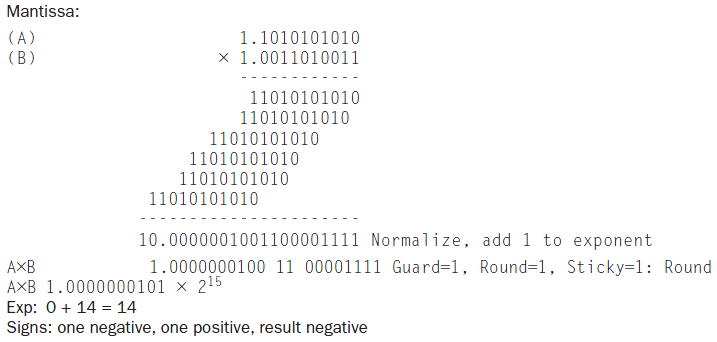 Mantissa:
(A) 1.1010101010
(B) × 1.0011010011
- - - - - - - - - - - -
11010101010
11010101010
11010101010
11010101010
11010101010
11010101010
- - - - - - - - - - - - - - - - - - - - - -
10.0000001001100001111 Normalize, add 1 to exponent
A×B 1.0000000100 11 00001111 Guard=1, Round=1, Sticky=1: Round
A×B 1.0000000101 × 2¹⁵
Exp: 0 + 14 = 14
Signs: one negative, one positive, result negative